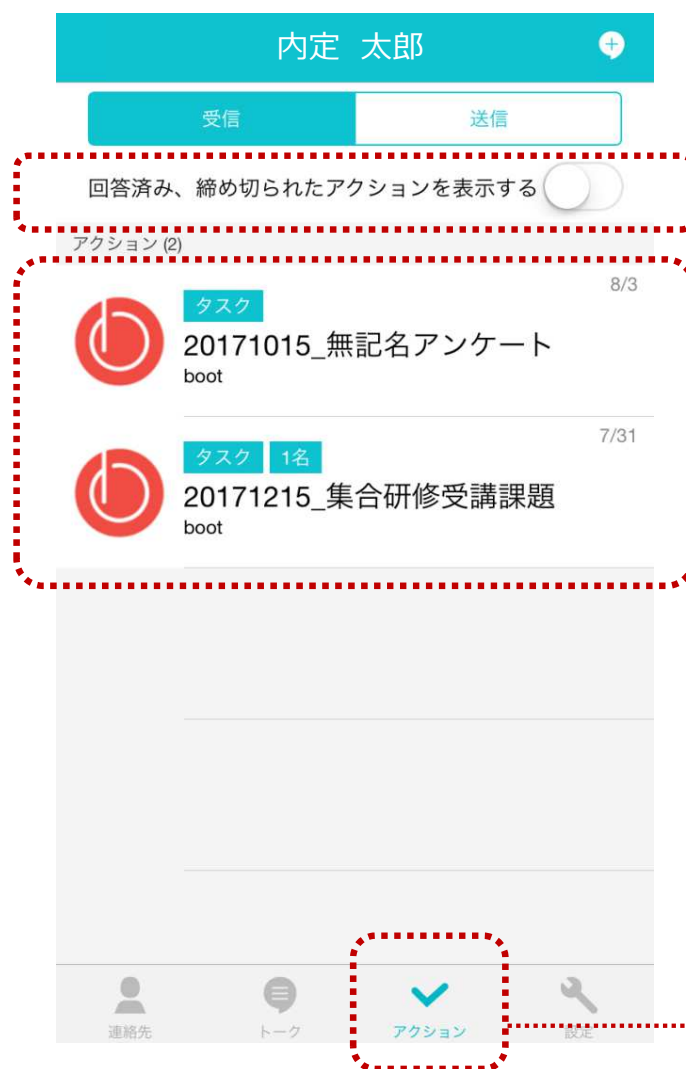 内定 太郎
受信 送信
回答済み、締め切られたアクションを表示する
アクション (2)
8/3
タスク
20171015_無記名アンケート
boot
7/31
タスク 1名
20171215_集合研修受講課題
boot
連絡先 トーク アクション 設定